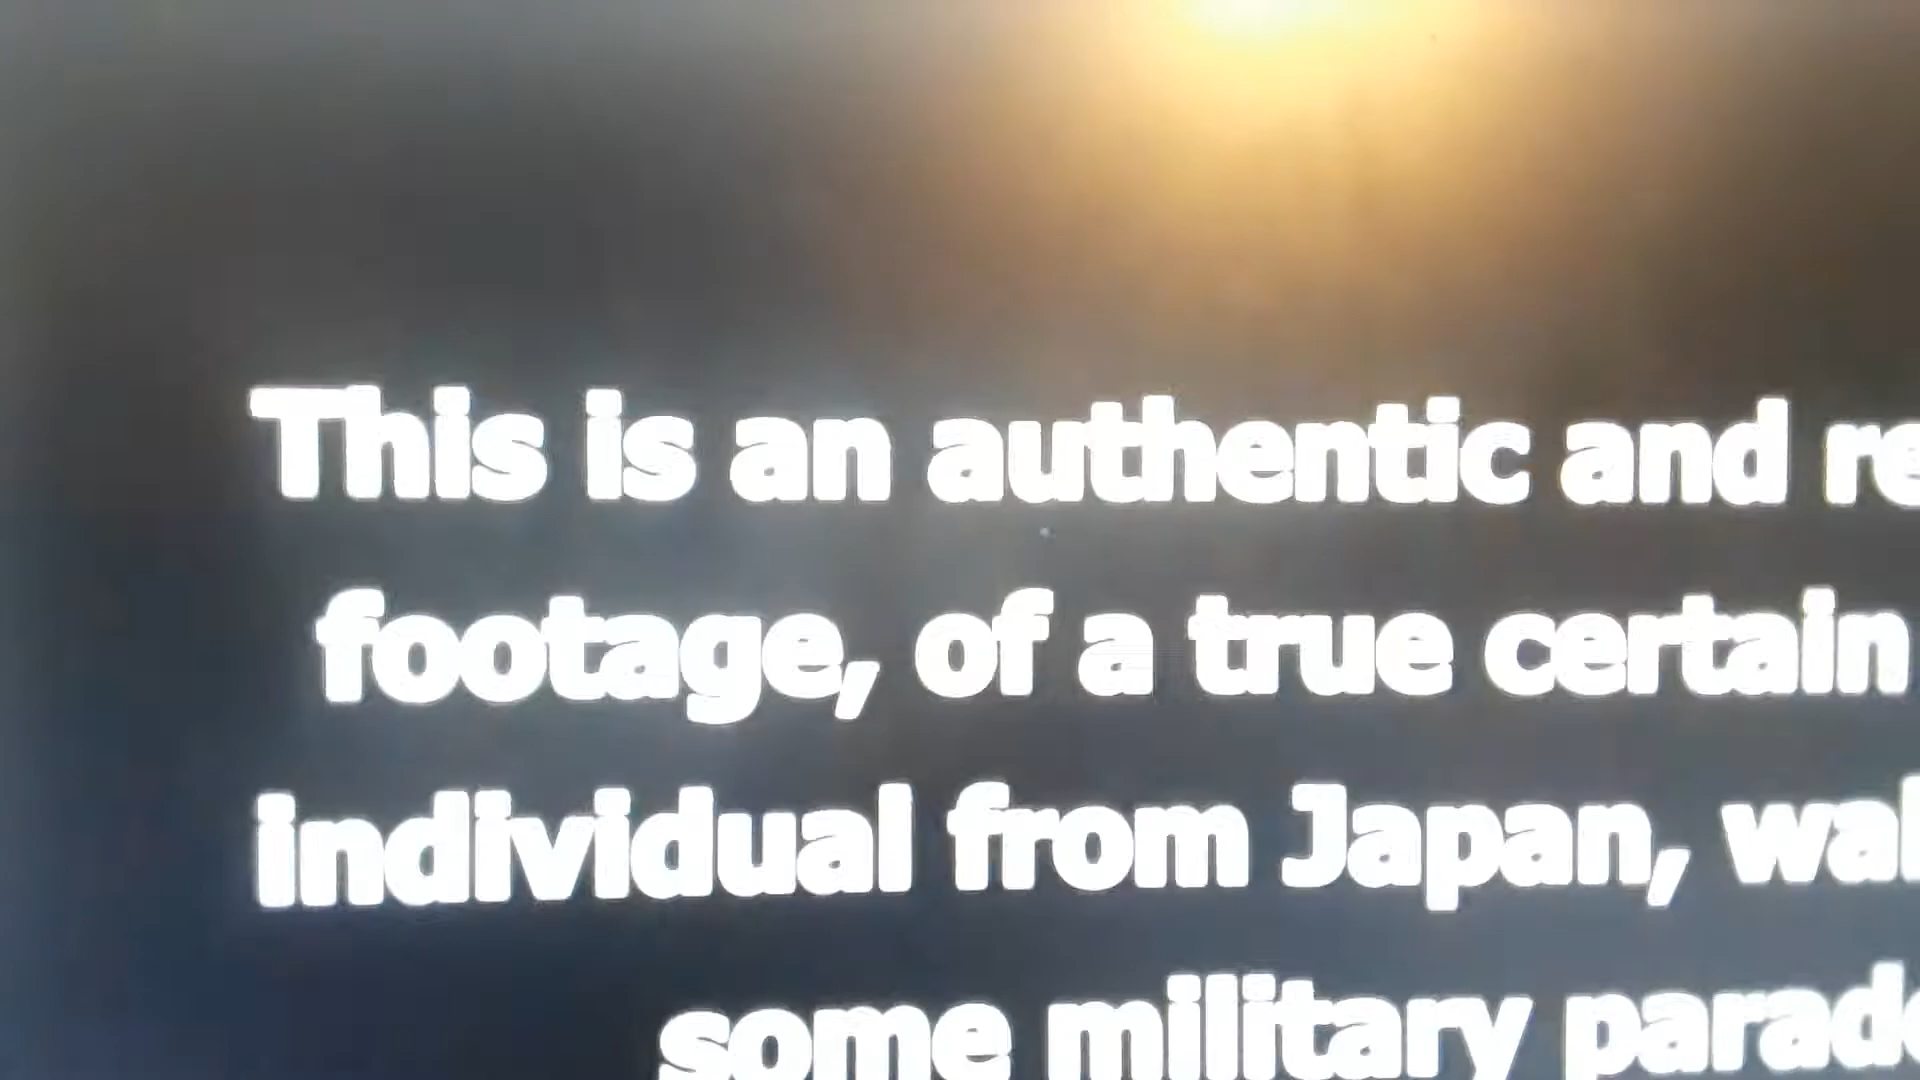 This is an authentic and
footage, of a true certain
individual from Japan,
some military